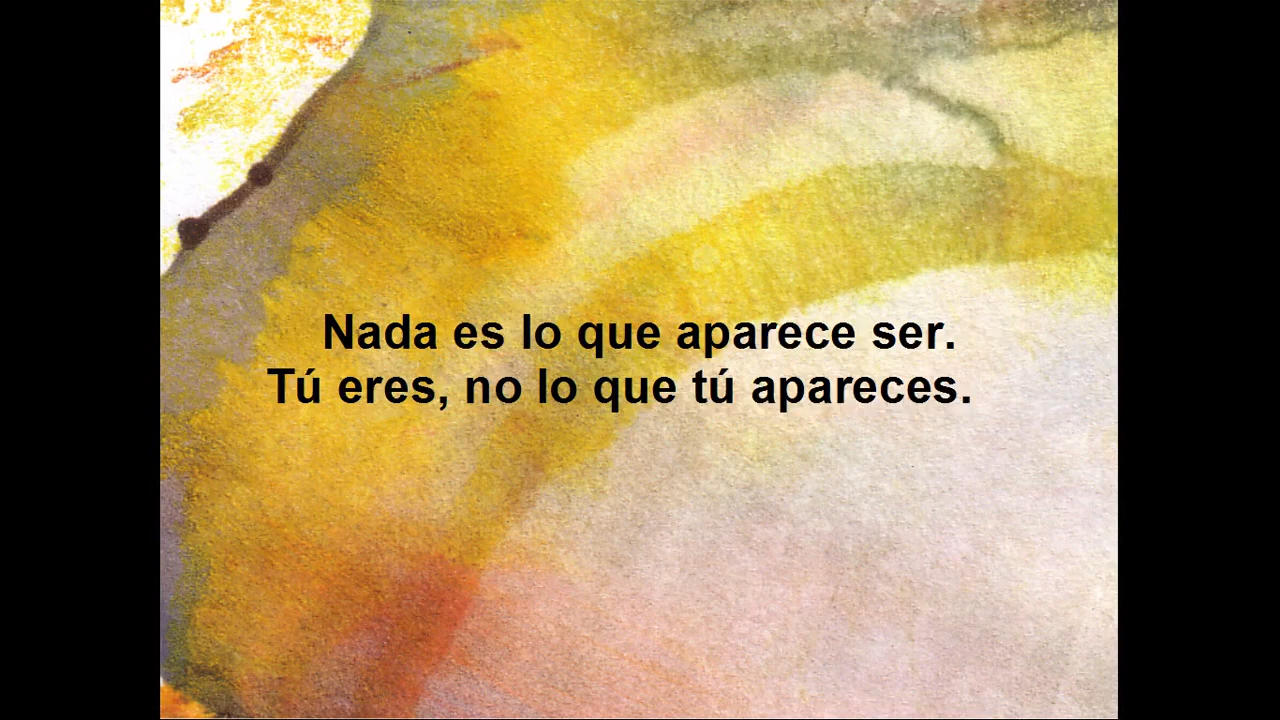 Nada es lo que aparece ser.
Tú eres, no lo que tú apareces.